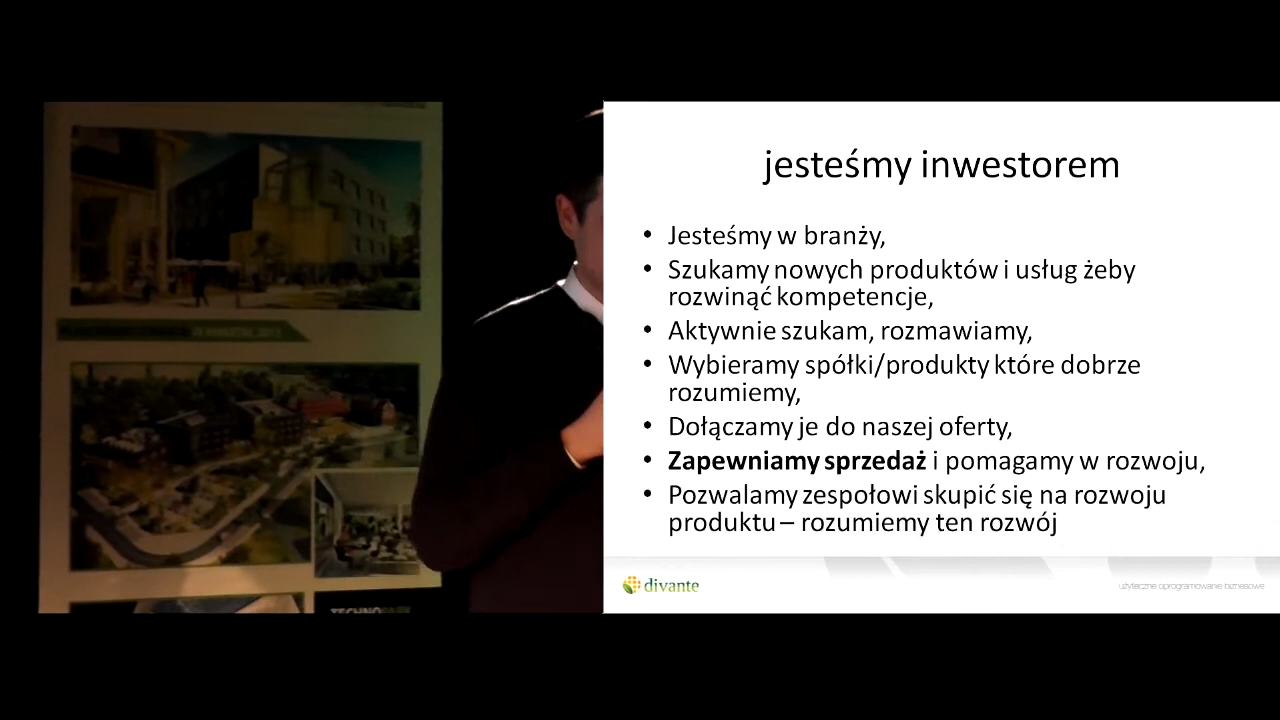 jesteśmy inwestorem
• Jesteśmy w branży,
• Szukamy nowych produktów i usług żeby
rozwinąć kompetencje,
• Aktywnie szukam, rozmawiamy,
• Wybieramy spółki/produkty które dobrze
rozumiemy,
• Dołączamy je do naszej oferty,
• Zapewniamy sprzedaż i pomagamy w rozwoju,
• Pozwalamy zespołowi skupić się na rozwoju
produktu – rozumiemy ten rozwój
divante
użyteczne oprogramowanie biznesowe
TECHNOPARK